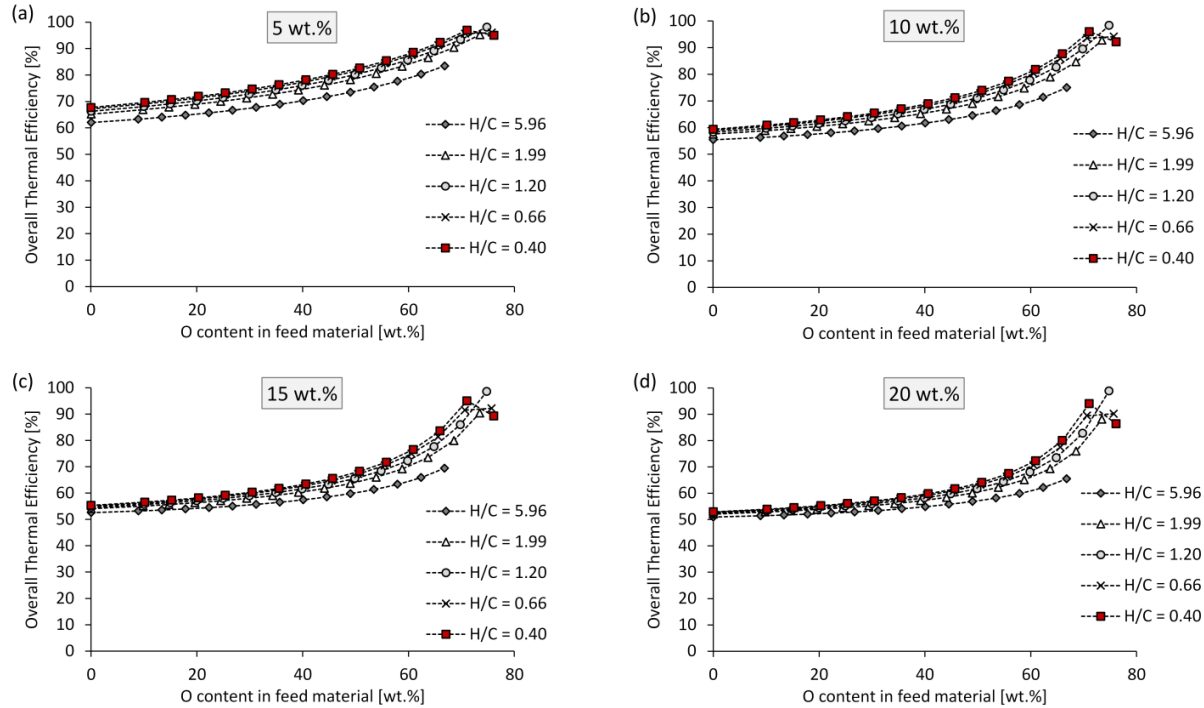 (a)
5 wt.%
Overall Thermal Efficiency [%]
100
90
80
70
60
50
40
30
20
10
0
0 20 40 60 80
O content in feed material [wt.%]
H/C = 5.96
H/C = 1.99
H/C = 1.20
H/C = 0.66
H/C = 0.40
(b)
10 wt.%
Overall Thermal Efficiency [%]
100
90
80
70
60
50
40
30
20
10
0
0 20 40 60 80
O content in feed material [wt.%]
H/C = 5.96
H/C = 1.99
H/C = 1.20
H/C = 0.66
H/C = 0.40
(c)
15 wt.%
Overall Thermal Efficiency [%]
100
90
80
70
60
50
40
30
20
10
0
0 20 40 60 80
O content in feed material [wt.%]
H/C = 5.96
H/C = 1.99
H/C = 1.20
H/C = 0.66
H/C = 0.40
(d)
20 wt.%
Overall Thermal Efficiency [%]
100
90
80
70
60
50
40
30
20
10
0
0 20 40 60 80
O content in feed material [wt.%]
H/C = 5.96
H/C = 1.99
H/C = 1.20
H/C = 0.66
H/C = 0.40